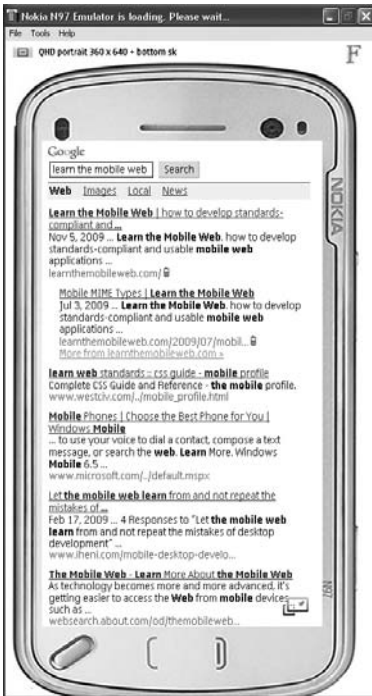 Nokia N97 Emulator is loading. Please wait...
File Tools Help
QHD portrait 360 x 640 + bottom sk
F
Google
learn the mobile web Search
Web Images Local News
Learn the Mobile Web | how to develop standards-
compliant and ...
Nov 5, 2009 ... Learn the Mobile Web. how to develop
standards-compliant and usable mobile web
applications ...
learnthemobileweb.com/
Mobile MIME Types | Learn the Mobile Web
Jul 3, 2009 ... Learn the Mobile Web. how to develop
standards-compliant and usable mobile web
applications ...
learnthemobileweb.com/2009/07/mobil...
More from learnthemobileweb.com »
learn web standards :: css guide - mobile profile
Complete CSS Guide and Reference - the mobile profile.
www.westciv.com/../mobile_profile.html
Mobile Phones | Choose the Best Phone for You |
Windows Mobile
... to use your voice to dial a contact, compose a text
message, or search the web. Learn More. Windows
Mobile 6.5 ...
www.microsoft.com/../default.mspx
Let the mobile web learn from and not repeat the
mistakes of ...
Feb 17, 2009 ... 4 Responses to "Let the mobile web
learn from and not repeat the mistakes of desktop
development" ...
www.iheni.com/mobile-desktop-develo...
The Mobile Web - Learn More About the Mobile Web
As technology becomes more and more advanced, it's
getting easier to access the Web from mobile devices
such as ...
websearch.about.com/od/themobileweb...
NOKIA
N97